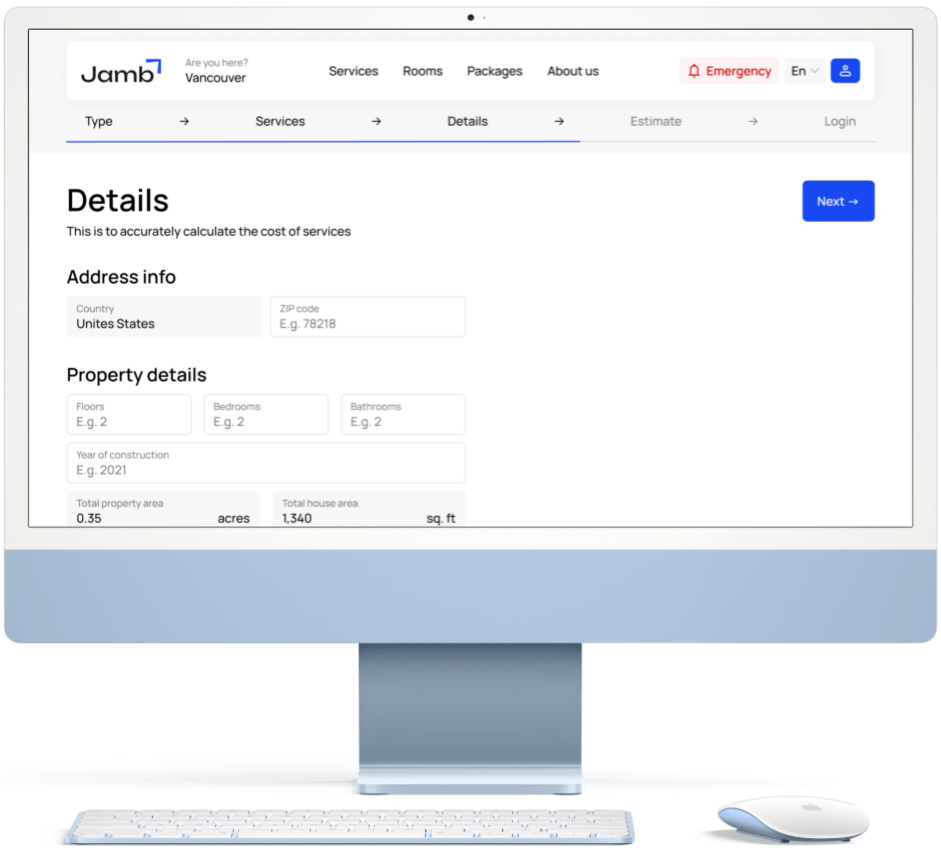 Jamb
Are you here?
Vancouver
Services
Rooms
Packages
About us
Emergency
En
Type → Services → Details → Estimate → Login
Details
Next →
This is to accurately calculate the cost of services
Address info
Country
Unites States
ZIP code
E.g. 78218
Property details
Floors
E.g. 2
Bedrooms
E.g. 2
Bathrooms
E.g. 2
Year of construction
E.g. 2021
Total property area
0.35 acres
Total house area
1,340 sq. ft